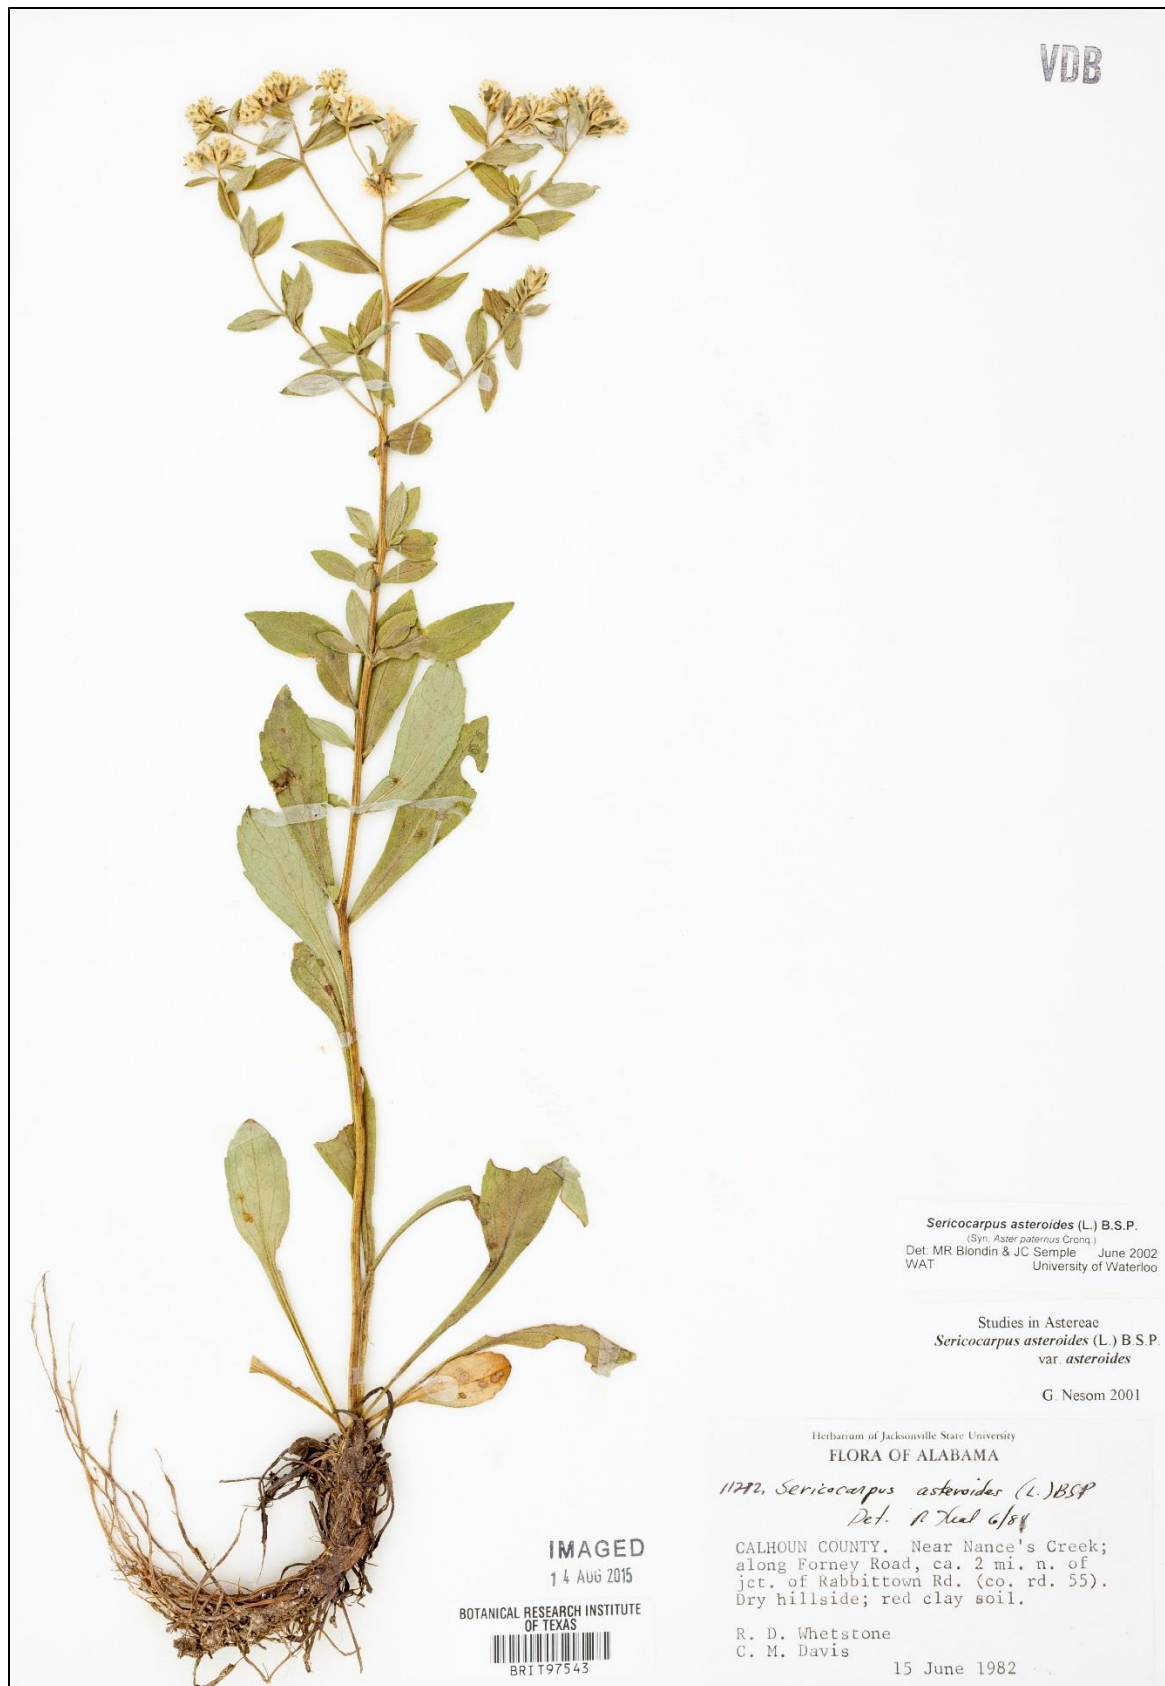 VDB
Sericocarpus asteroides (L.) B.S.P.
(Syn: Aster paternus Cronq.)
Det: MR Blondin & JC Semple June 2002
WAT University of Waterloo
Studies in Astereae
Sericocarpus asteroides (L.) B.S.P.
var. asteroides
G. Nesom 2001
Herbarium of Jacksonville State University
FLORA OF ALABAMA
Sericocarpus asteroides (L.) BSP
Det. R
CALHOUN COUNTY. Near Nance's Creek;
along Forney Road, ca. 2 mi. n. of
jct. of Rabbittown Rd. (co. rd. 55).
Dry hillside; red clay soil.
R. D. Whetstone
C. M. Davis
15 June 1982
IMAGED
14 AUG 2015
BOTANICAL RESEARCH INSTITUTE
OF TEXAS
BRIT97543